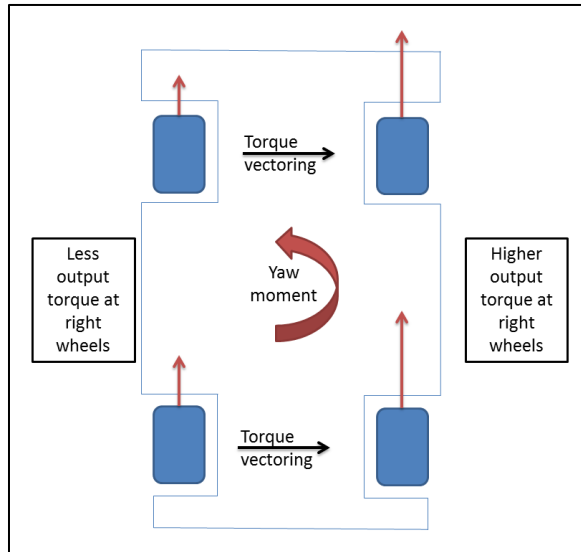 Torque
vectoring
Less
output
torque at
right
wheels
Yaw
moment
Higher
output
torque at
right
wheels
Torque
vectoring